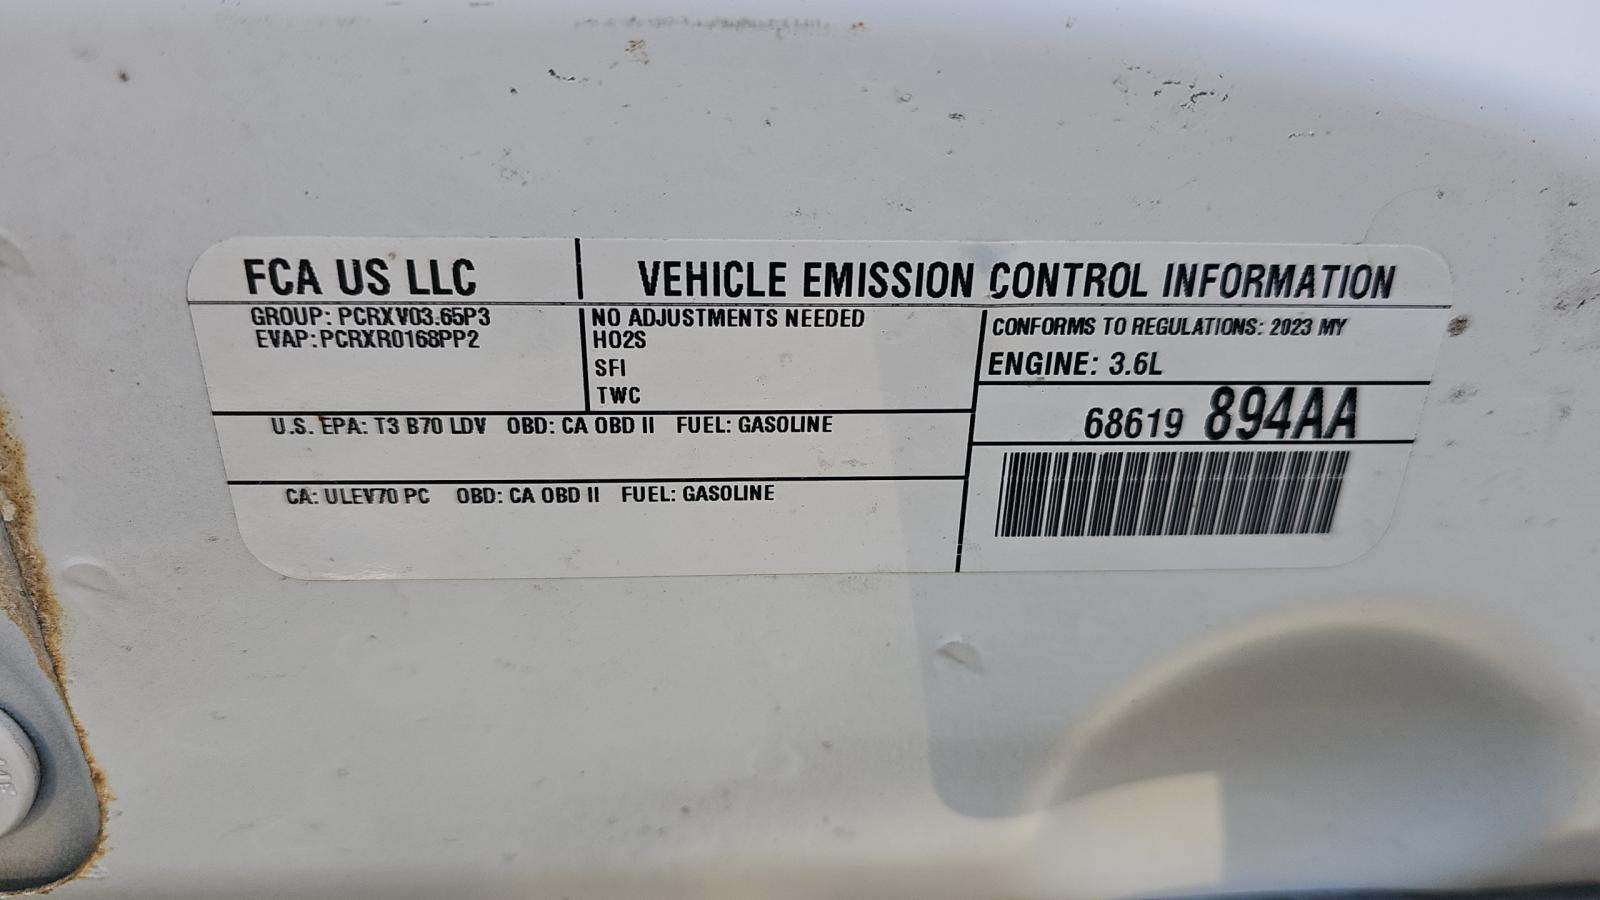 FCA US LLC
VEHICLE EMISSION CONTROL INFORMATION
GROUP: PCRXV03.65P3
EVAP: PCRXR0168PP2
NO ADJUSTMENTS NEEDED
HO2S
SFI
TWC
CONFORMS TO REGULATIONS: 2023 MY
ENGINE: 3.6L
68619 894AA
U.S. EPA: T3 B70 LDV OBD: CA OBD II FUEL: GASOLINE
CA: ULEV70 PC OBD: CA OBD II FUEL: GASOLINE